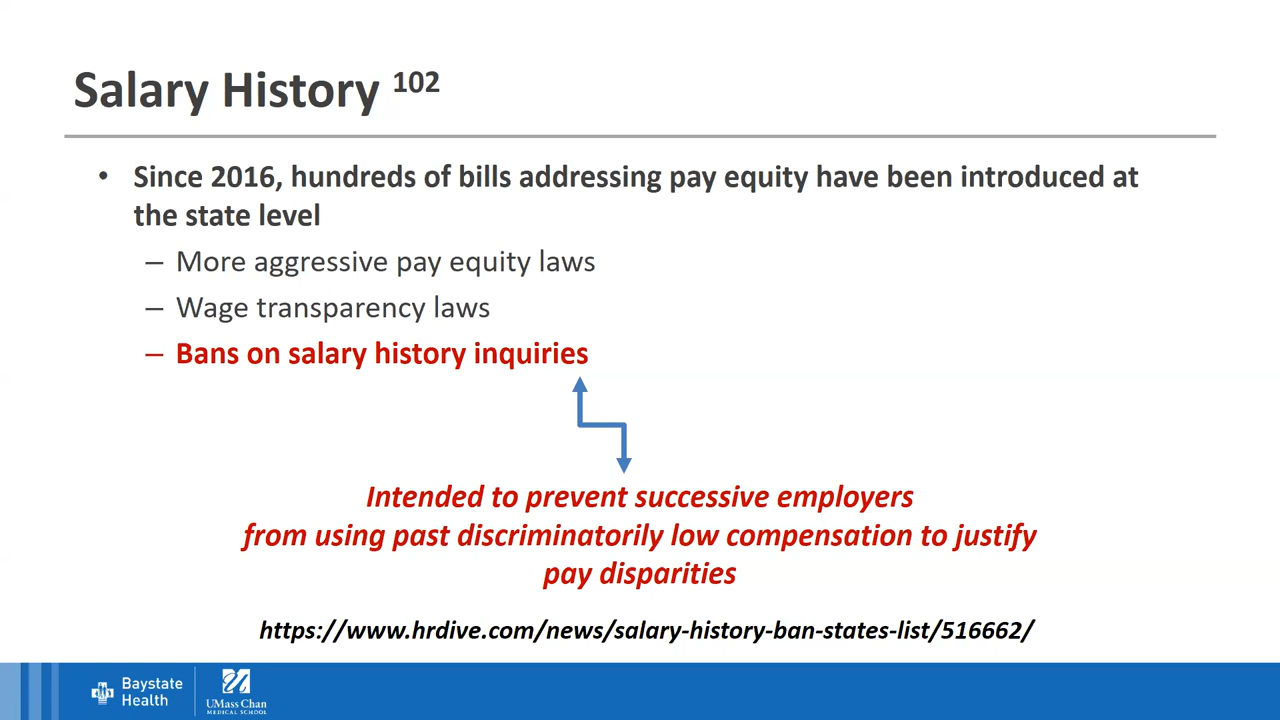 Salary History 102
• Since 2016, hundreds of bills addressing pay equity have been introduced at
the state level
– More aggressive pay equity laws
– Wage transparency laws
– Bans on salary history inquiries
Intended to prevent successive employers
from using past discriminatorily low compensation to justify
pay disparities
https://www.hrdive.com/news/salary-history-ban-states-list/516662/
Baystate
Health
UMass Chan
MEDICAL SCHOOL